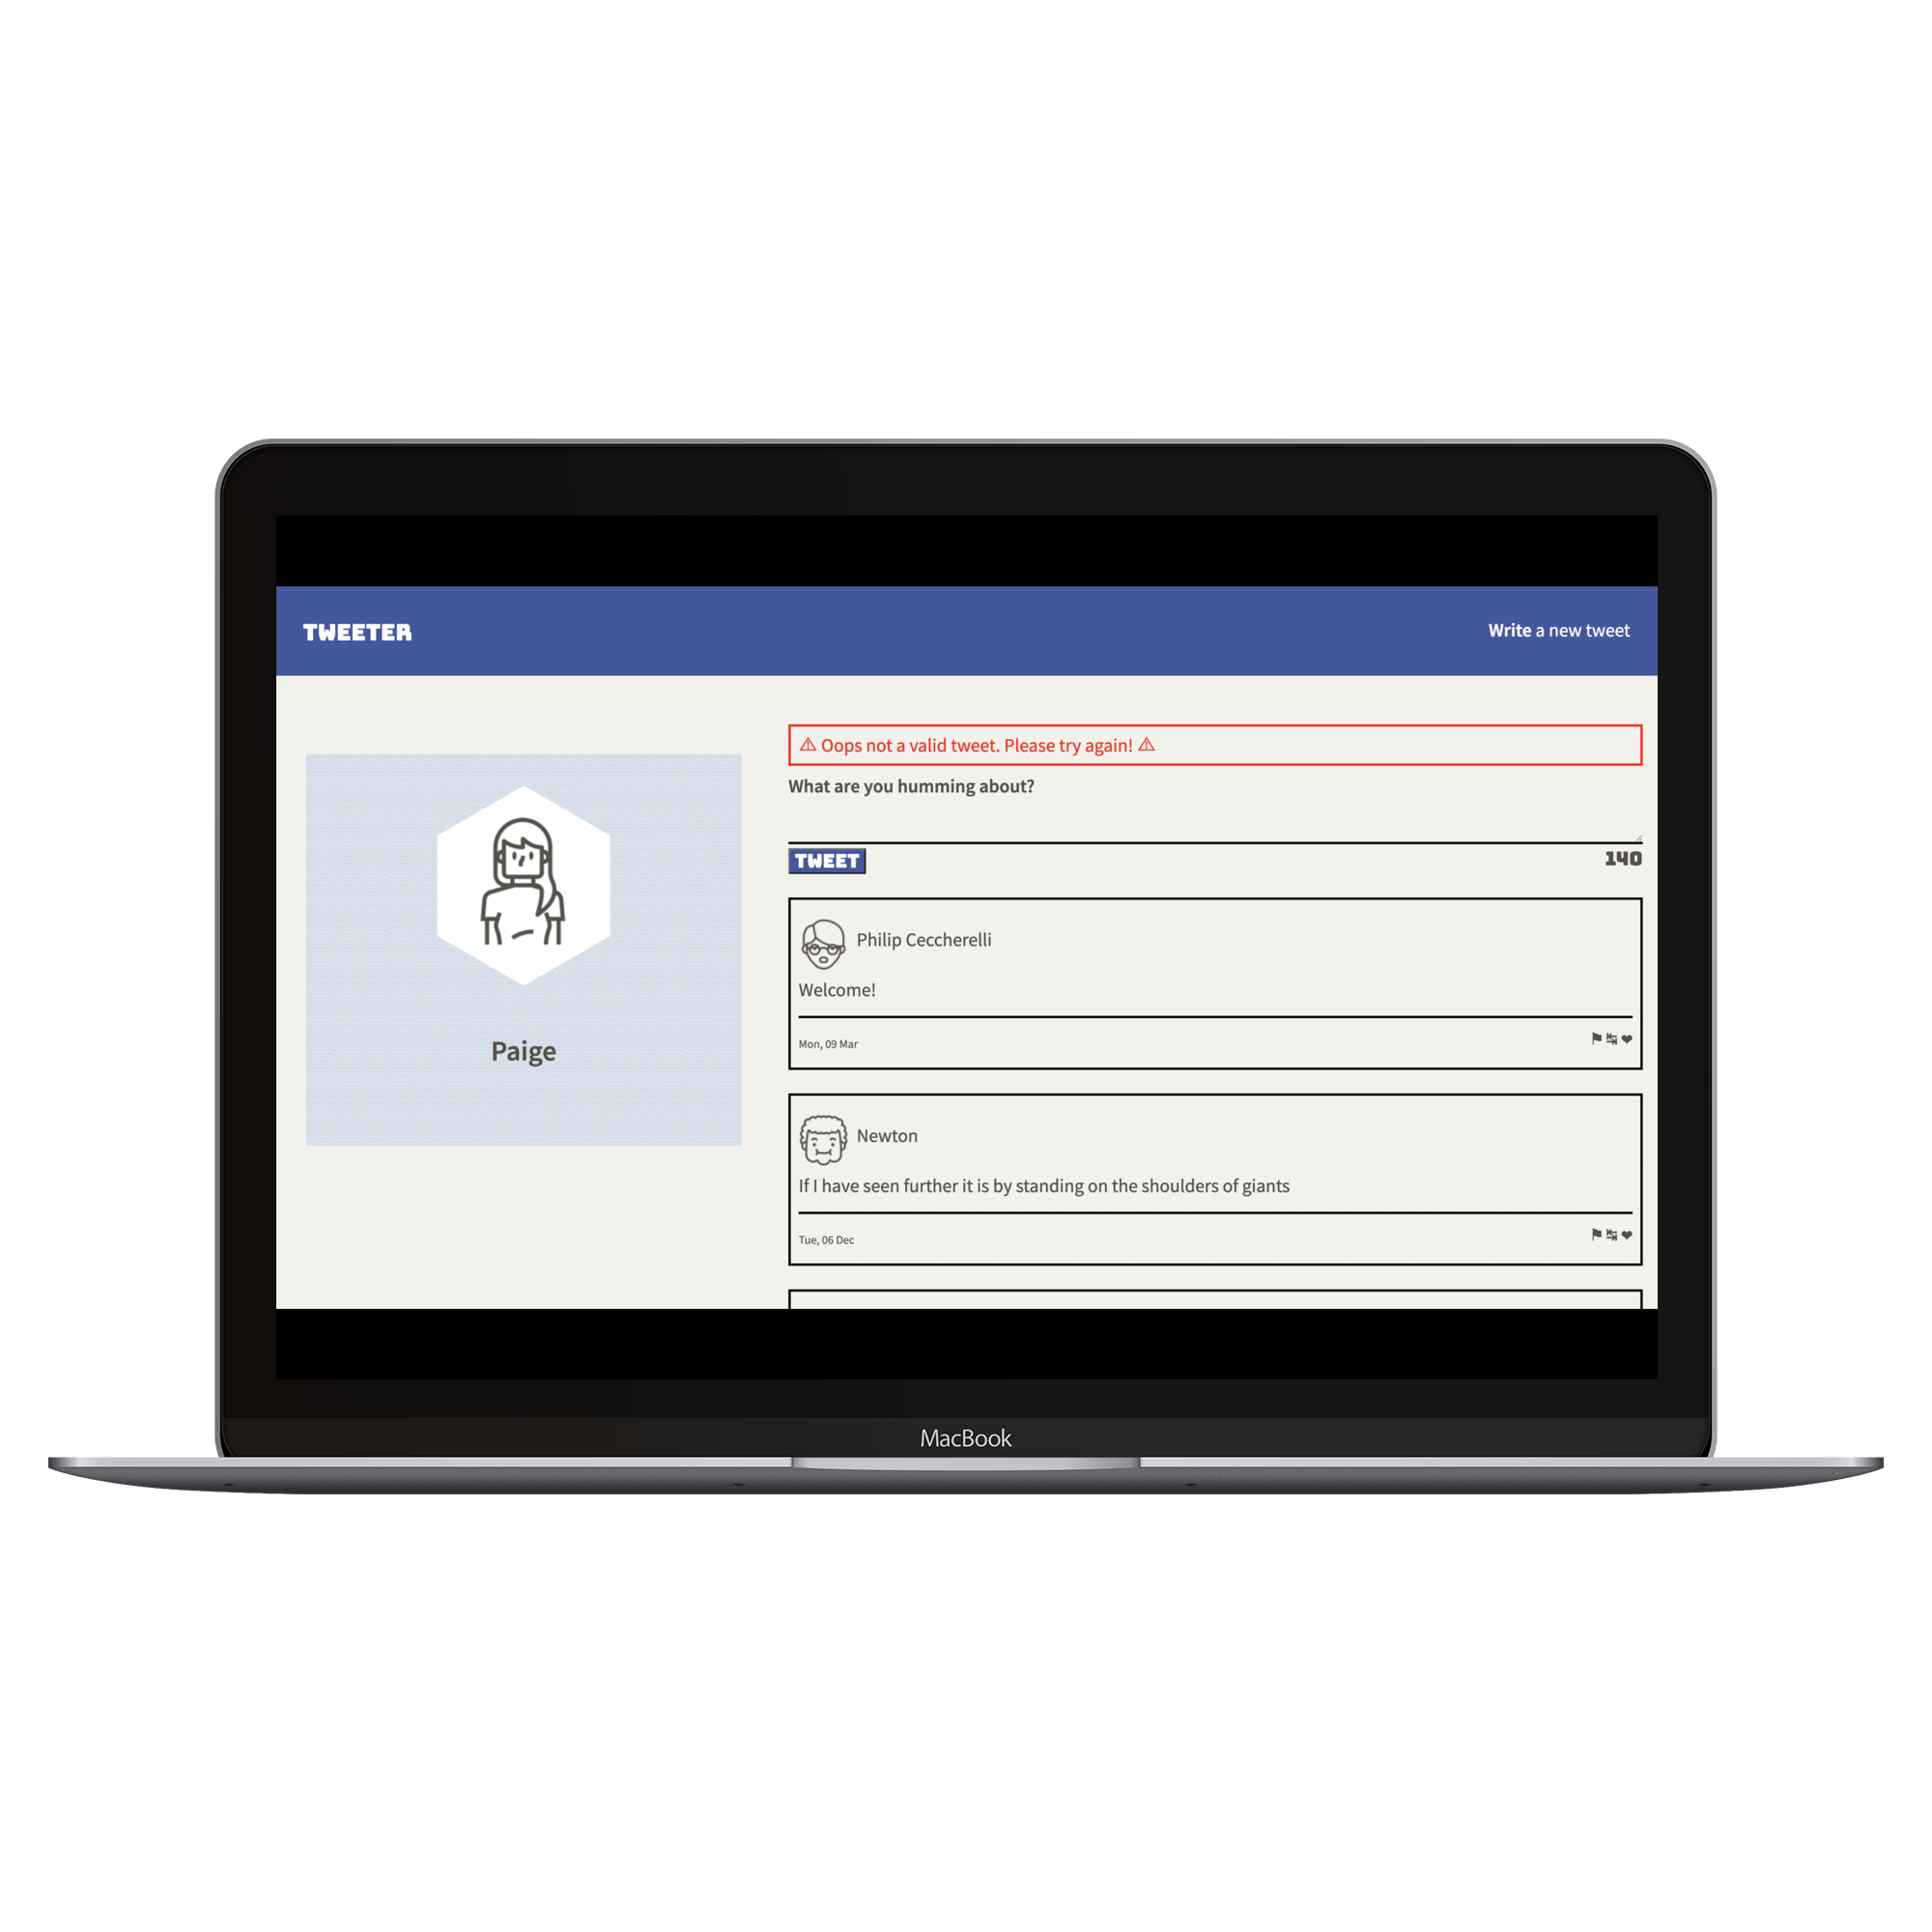 TWEETER
Write a new tweet
⚠ Oops not a valid tweet. Please try again! ⚠
What are you humming about?
TWEET
140
Paige
Philip Ceccherelli
Welcome!
Mon, 09 Mar
Newton
If I have seen further it is by standing on the shoulders of giants
Tue, 06 Dec
MacBook